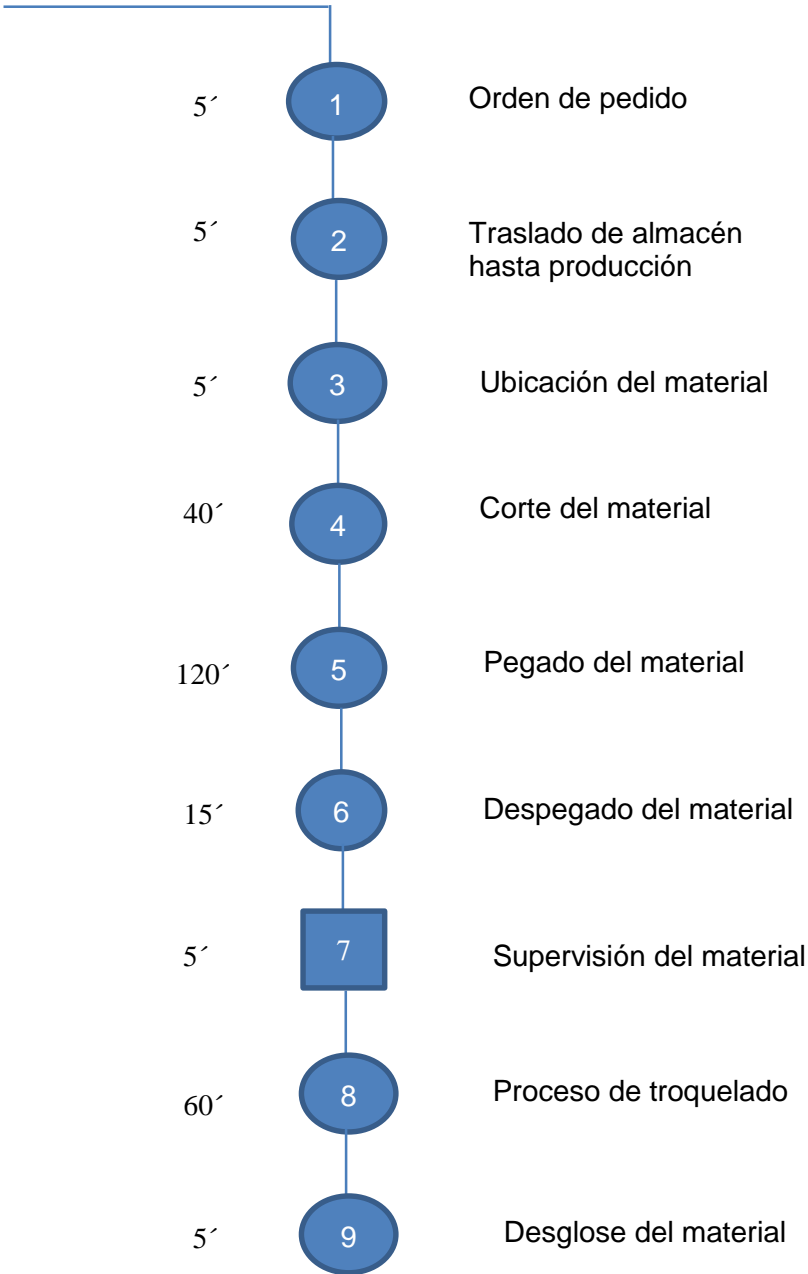 5´ 1 Orden de pedido
5´ 2 Traslado de almacén
hasta producción
5´ 3 Ubicación del material
40´ 4 Corte del material
120´ 5 Pegado del material
15´ 6 Despegado del material
5´ 7 Supervisión del material
60´ 8 Proceso de troquelado
5´ 9 Desglose del material